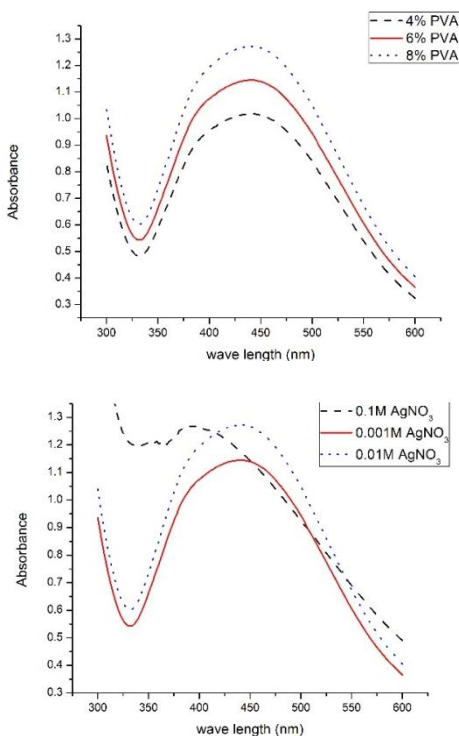 4% PVA
6% PVA
8% PVA
1.3
1.2
1.1
1.0
0.9
0.8
0.7
0.6
0.5
0.4
0.3
Absorbance
300 350 400 450 500 550 600
wave length (nm)
0.1M AgNO₃
0.001M AgNO₃
0.01M AgNO₃
1.3
1.2
1.1
1.0
0.9
0.8
0.7
0.6
0.5
0.4
0.3
Absorbance
300 350 400 450 500 550 600
wave length (nm)